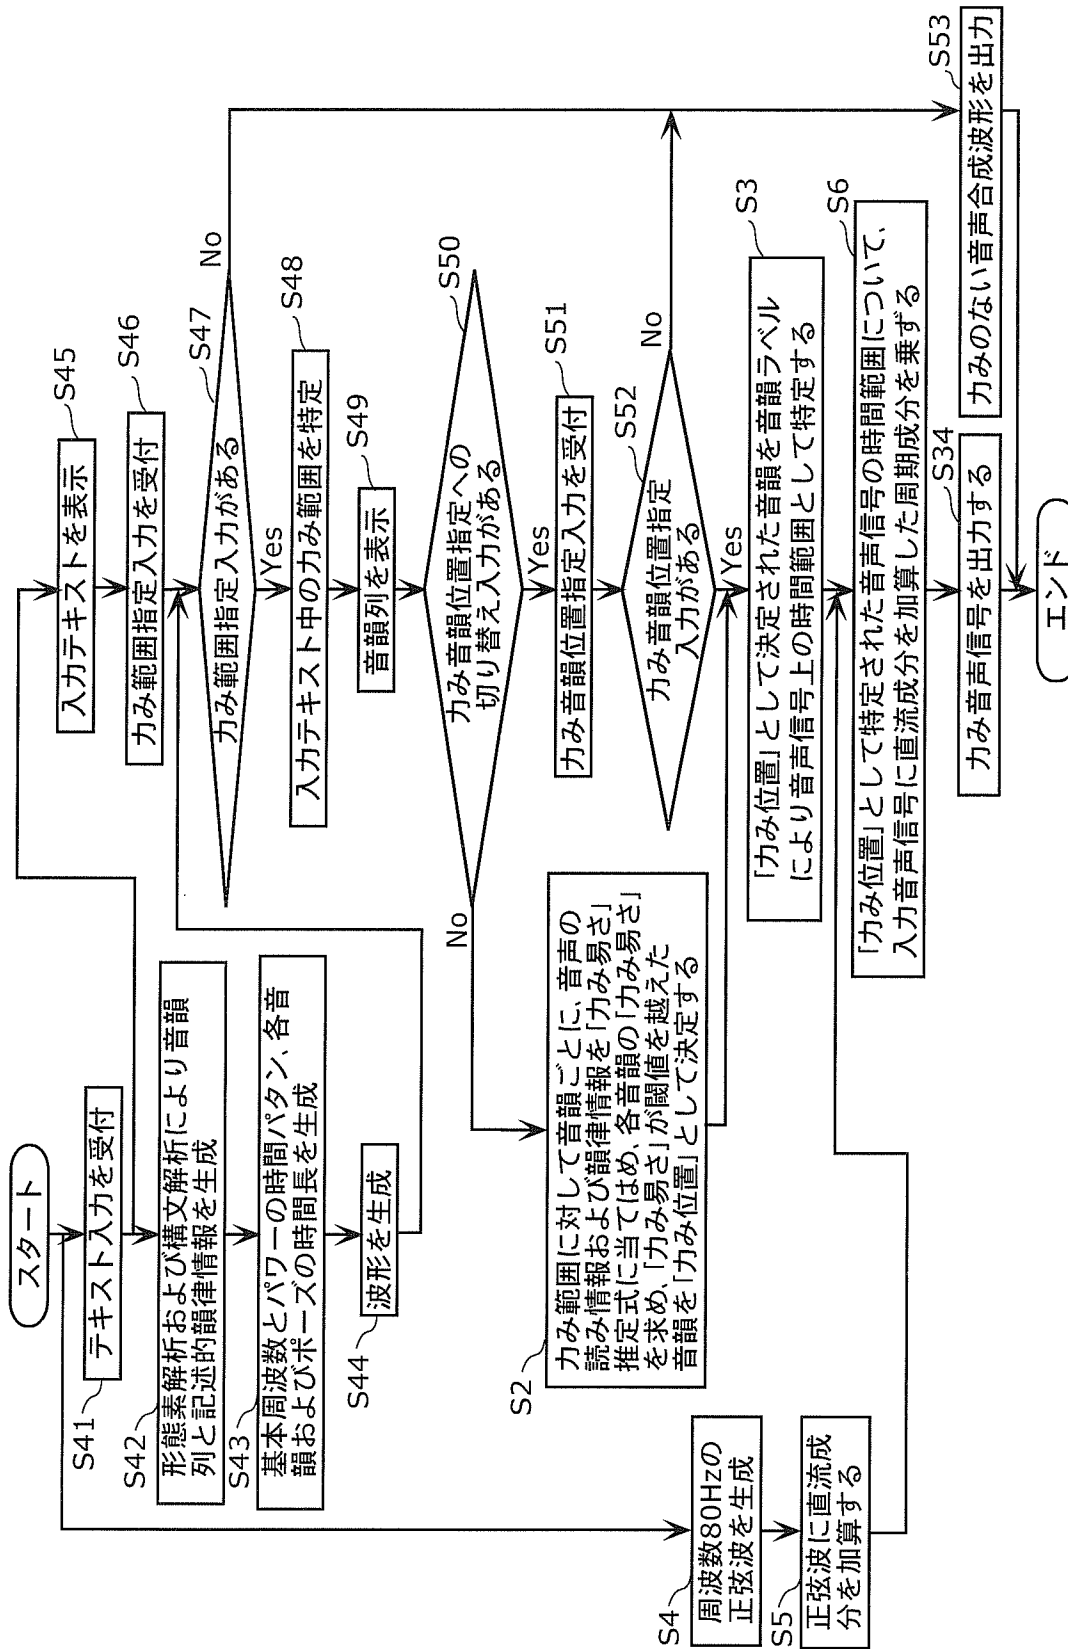 スタート
S41
テキスト入力を受付
S42
形態素解析および構文解析により音韻
列と記述的韻律情報を生成
S43
基本周波数とパワーの時間パタン、各音
韻およびポーズの時間長を生成
S44
波形を生成
S45
入力テキストを表示
S46
力み範囲指定入力を受付
S47
力み範囲指定入力がある
No
Yes
S48
入力テキスト中の力み範囲を特定
S49
音韻列を表示
S50
力み音韻位置指定への
切り替え入力がある
No
Yes
S51
力み音韻位置指定入力を受付
S52
力み音韻位置指定
入力がある
No
Yes
S2
力み範囲に対して音韻ごとに、音声の
読み情報および韻律情報を「力み易さ」
推定式に当てはめ、各音韻の「力み易さ」
を求め、「力み易さ」が閾値を越えた
音韻を「力み位置」として決定する
S3
「力み位置」として決定された音韻を音韻ラベル
により音声信号上の時間範囲として特定する
S4
周波数80Hzの
正弦波を生成
S5
正弦波に直流成
分を加算する
S6
「力み位置」として特定された音声信号の時間範囲について、
入力音声信号に直流成分を加算した周期成分を乗ずる
S34
力み音声信号を出力する
S53
力みのない音声合成波形を出力
エンド